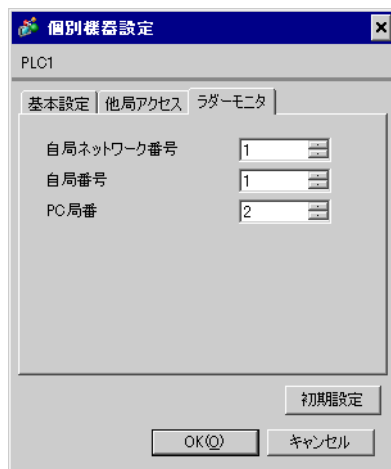 個別機器設定
PLC1
基本設定 他局アクセス ラダーモニタ
自局ネットワーク番号 1
自局番号 1
PC局番 2
初期設定
OK(O) キャンセル